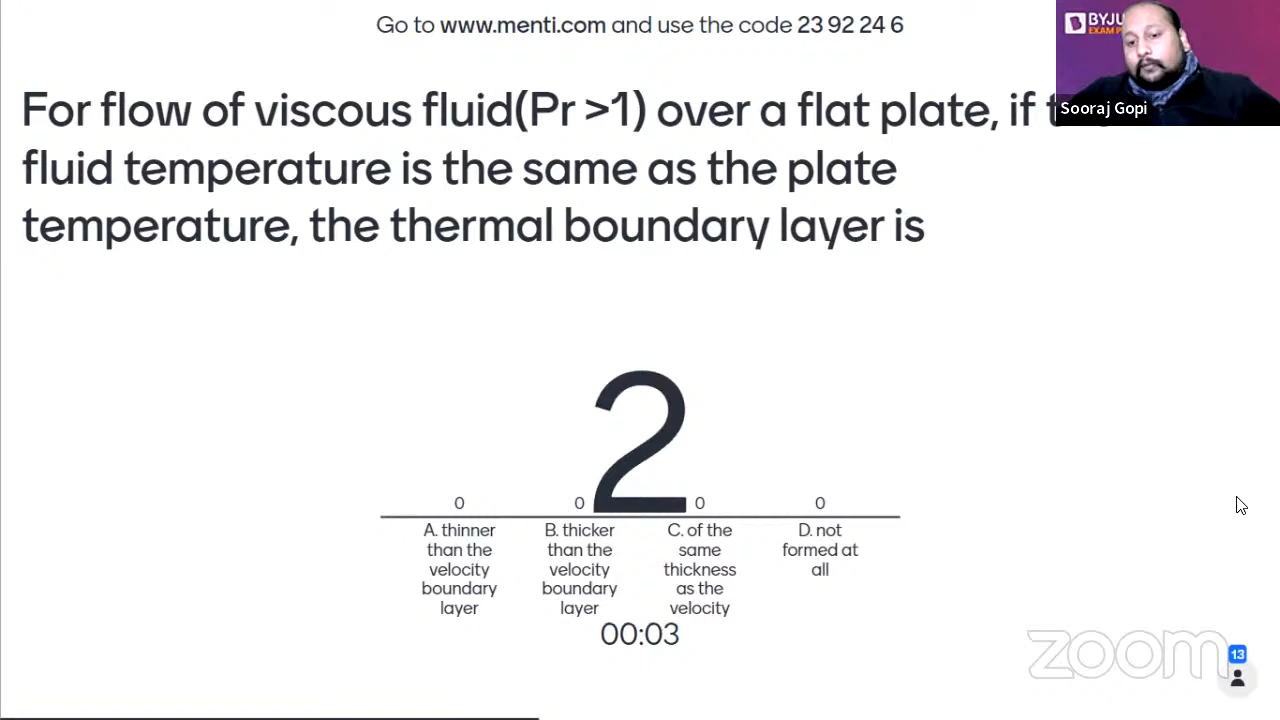 Go to www.menti.com and use the code 23 92 24 6
BYJU
EXAM P
Sooraj Gopi
For flow of viscous fluid(Pr >1) over a flat plate, if
fluid temperature is the same as the plate
temperature, the thermal boundary layer is
2
0
0
0
0
A. thinner
than the
velocity
boundary
layer
B. thicker
than the
velocity
boundary
layer
C. of the
same
thickness
as the
velocity
D. not
formed at
all
00:03
zoom
13